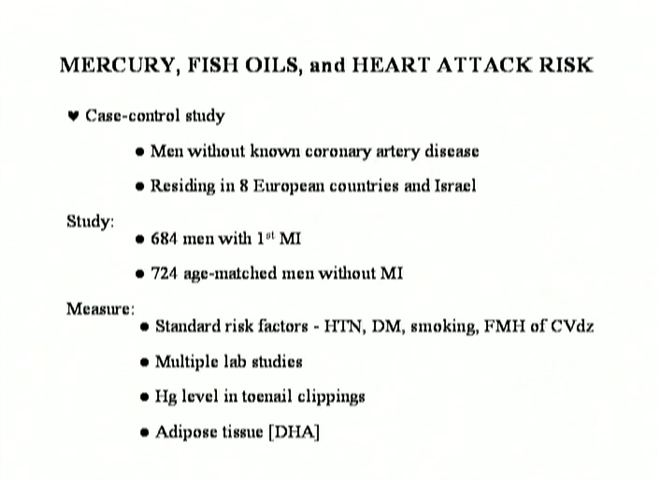 MERCURY, FISH OILS, and HEART ATTACK RISK
♥ Case-control study
● Men without known coronary artery disease
● Residing in 8 European countries and Israel
Study:
● 684 men with 1st MI
● 724 age-matched men without MI
Measure:
● Standard risk factors - HTN, DM, smoking, FMH of CVdz
● Multiple lab studies
● Hg level in toenail clippings
● Adipose tissue [DHA]